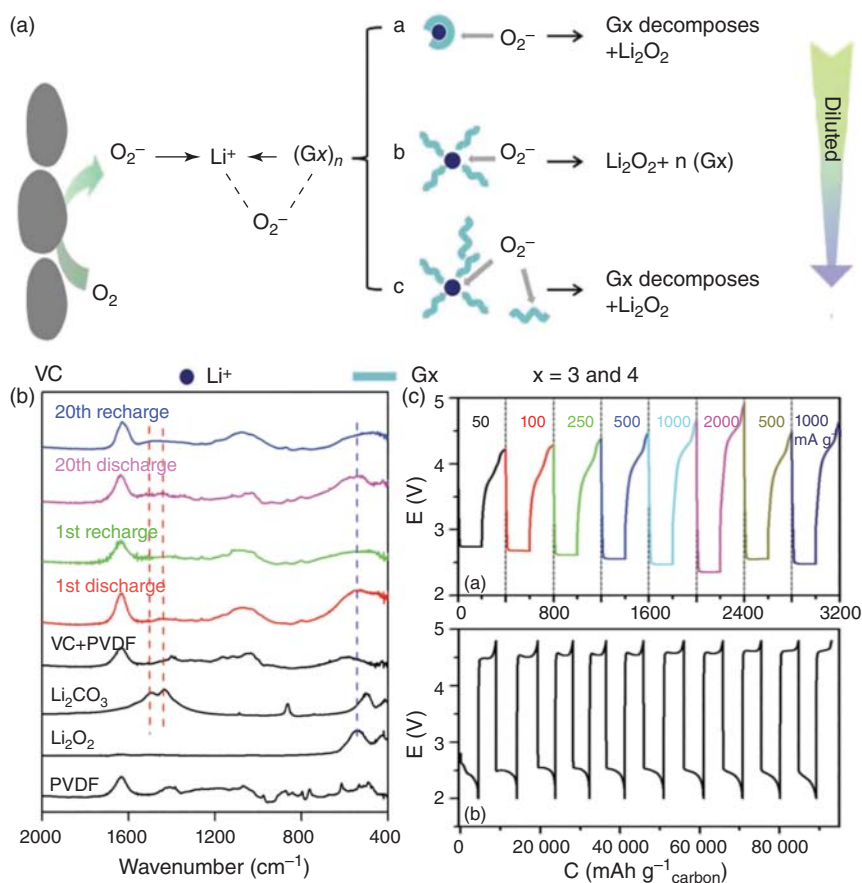 (a)
a
O₂⁻
Gx decomposes
+Li₂O₂
O₂⁻
Li⁺
(Gx)ₙ
O₂⁻
O₂
b
O₂⁻
Li₂O₂+ n (Gx)
c
O₂⁻
Gx decomposes
+Li₂O₂
Diluted
VC
Li⁺
Gx
x = 3 and 4
(b)
20th recharge
20th discharge
1st recharge
1st discharge
VC+PVDF
Li₂CO₃
Li₂O₂
PVDF
2000 1600 1200 800 400
Wavenumber (cm⁻¹)
(c)
5
4
3
2
E (V)
50 100 250 500 1000 2000 500 1000
mA g⁻¹
(a)
0 800 1600 2400 3200
5
4
3
2
E (V)
(b)
0 20 000 40 000 60 000 80 000
C (mAh g⁻¹carbon)